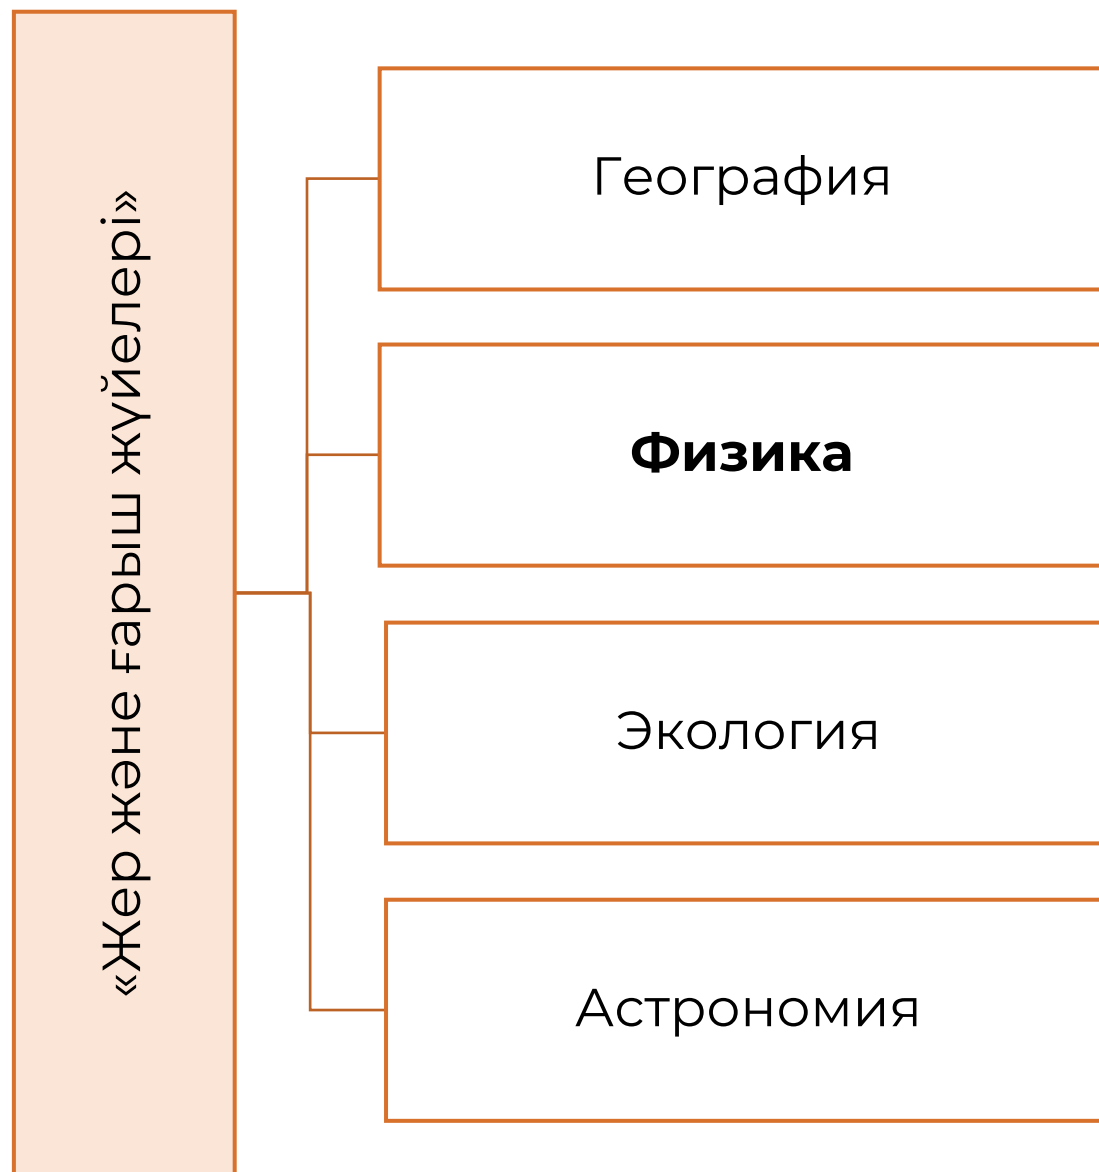 «Жер және ғарыш жүйелері»
География
Физика
Экология
Астрономия